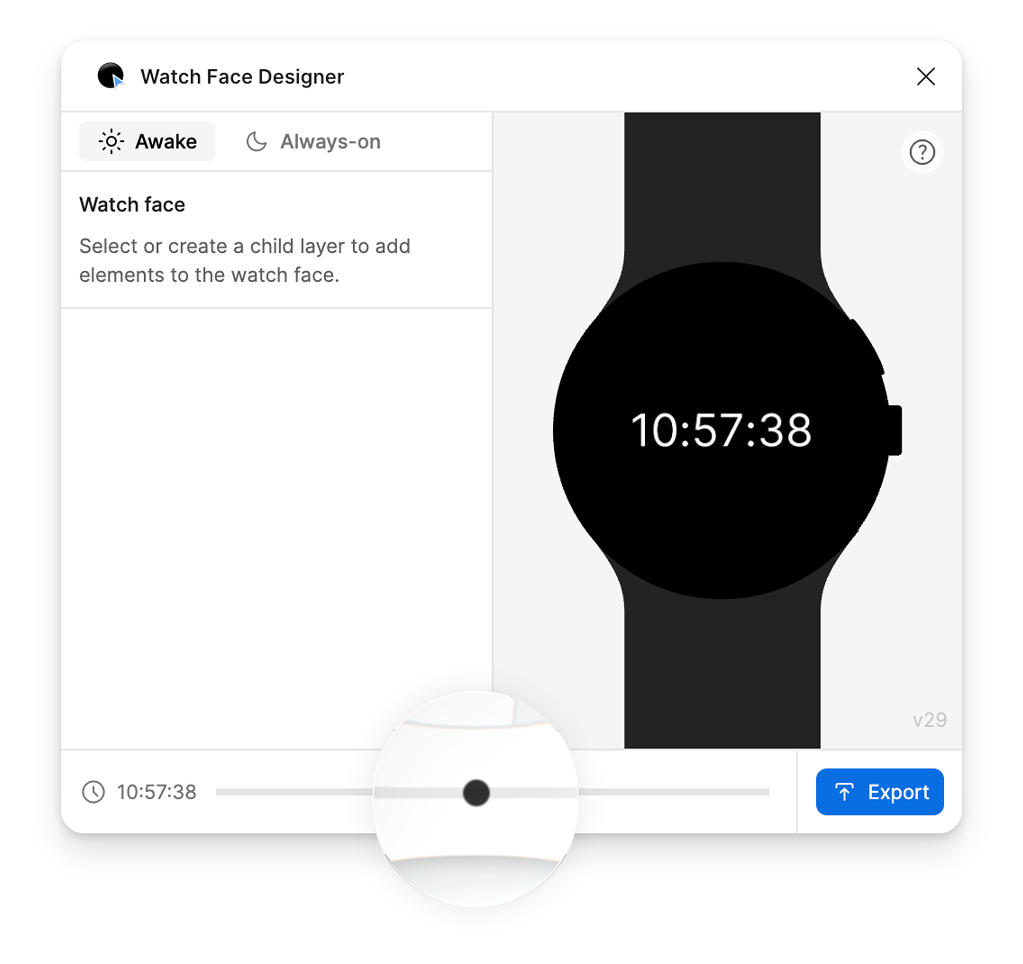 Watch Face Designer
Awake
Always-on
?
Watch face
Select or create a child layer to add
elements to the watch face.
10:57:38
v29
10:57:38
Export